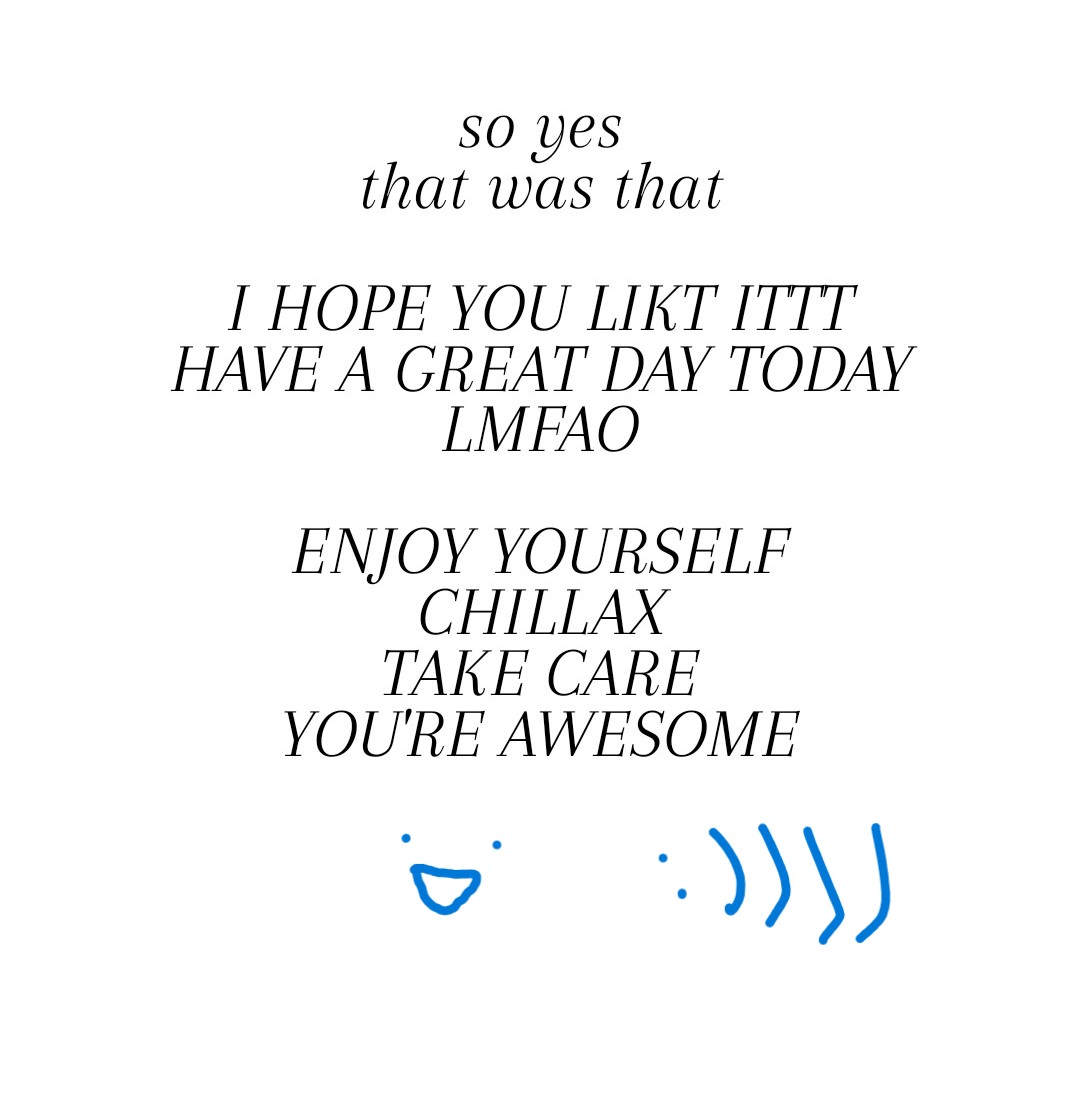 so yes
that was that
I HOPE YOU LIKT ITTT
HAVE A GREAT DAY TODAY
LMFAO
ENJOY YOURSELF
CHILLAX
TAKE CARE
YOU'RE AWESOME
:))))